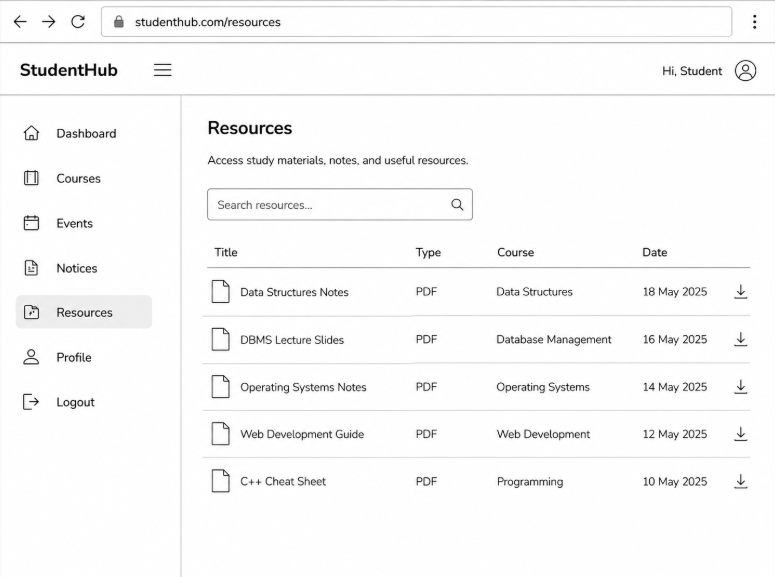 studenthub.com/resources
StudentHub
Hi, Student
Dashboard
Courses
Events
Notices
Resources
Profile
Logout
Resources
Access study materials, notes, and useful resources.
Search resources...
Title Type Course Date
Data Structures Notes PDF Data Structures 18 May 2025
DBMS Lecture Slides PDF Database Management 16 May 2025
Operating Systems Notes PDF Operating Systems 14 May 2025
Web Development Guide PDF Web Development 12 May 2025
C++ Cheat Sheet PDF Programming 10 May 2025